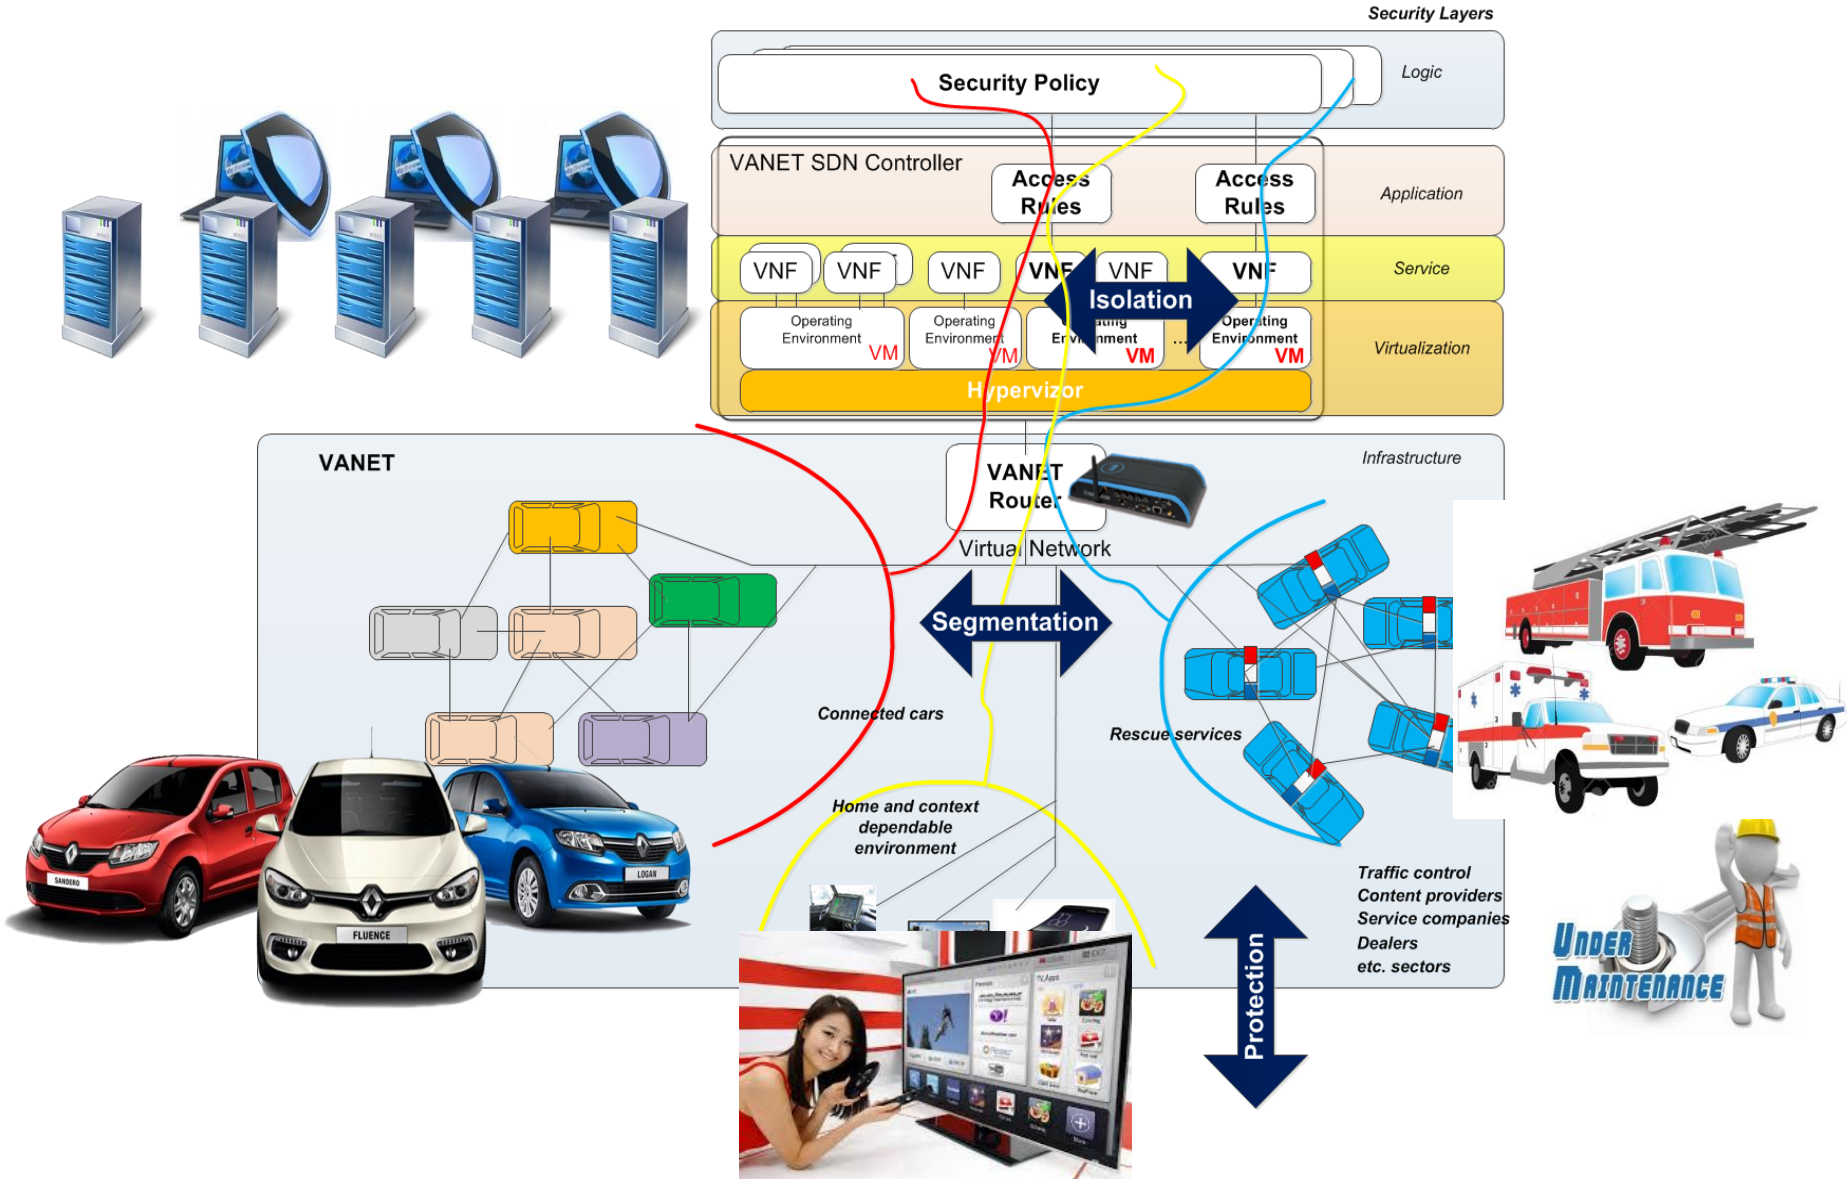 Security Layers
Logic
Security Policy
VANET SDN Controller
Access
Rules
Access
Rules
Application
VNF
VNF
VNF
VNF
VNF
VNF
Service
Isolation
Operating
Environment
VM
Operating
Environment
VM
VM
...
Operating
Environment
VM
Virtualization
Hypervizor
VANET
VANET
Router
Infrastructure
Virtual Network
Segmentation
Connected cars
Rescue services
Home and context
dependable
environment
Traffic control
Content providers
Service companies
Dealers
etc. sectors
Protection
SANDERO
FLUENCE
LOGAN
UNDER
MAINTENANCE